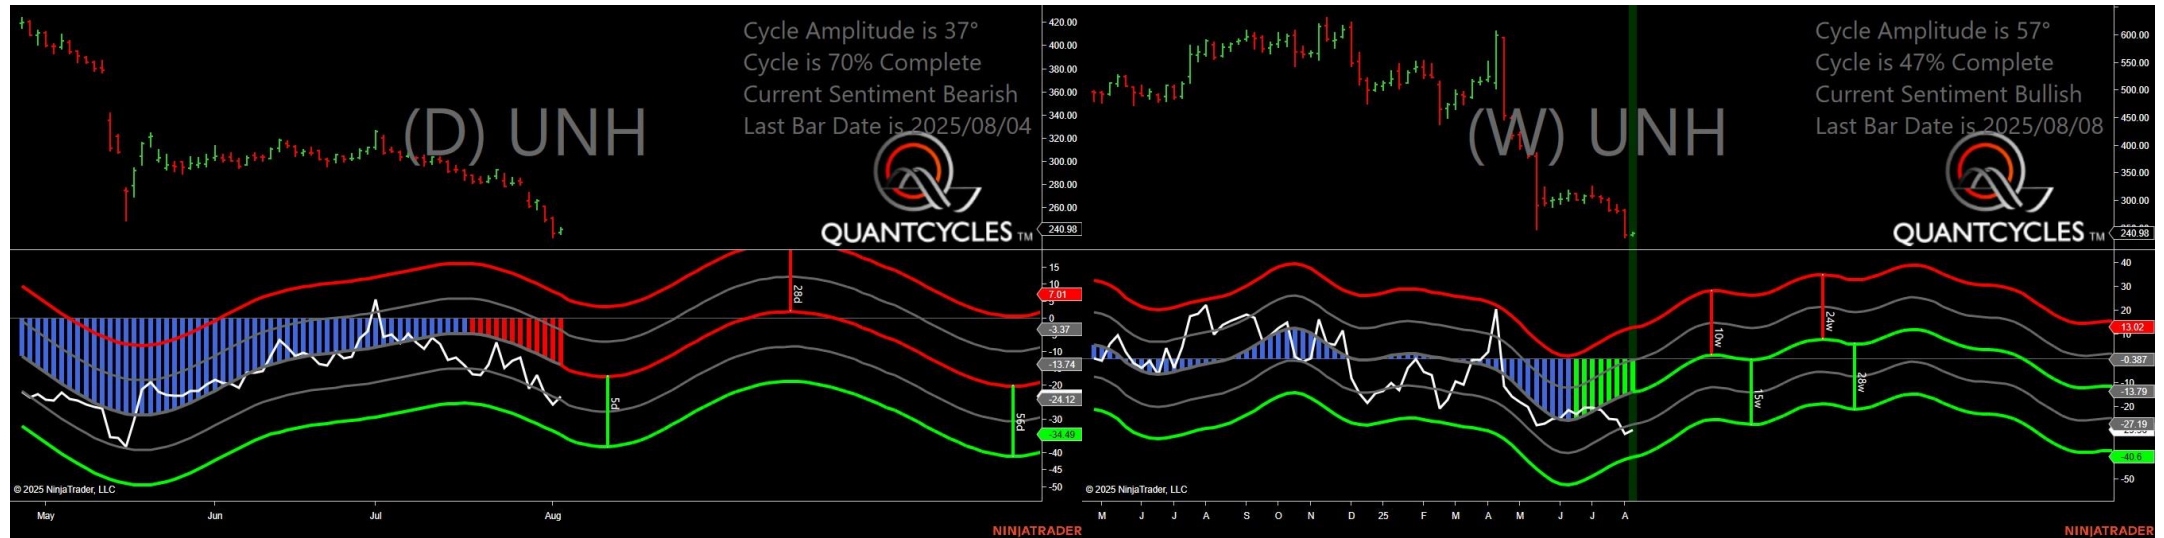 Cycle Amplitude is 37°
Cycle is 70% Complete
Current Sentiment Bearish
Last Bar Date is 2025/08/04
(D) UNH
QUANTCYCLES TM
420.00
400.00
380.00
360.00
340.00
320.00
300.00
280.00
260.00
240.98
28d
5d
56d
15
7.01
5
0
-3.37
-10
-13.74
-20
-24.12
-30
-34.49
-40
-45
-50
© 2025 NinjaTrader, LLC
May Jun Jul Aug
NINJATRADER
Cycle Amplitude is 57°
Cycle is 47% Complete
Current Sentiment Bullish
Last Bar Date is 2025/08/08
(W) UNH
QUANTCYCLES TM
600.00
550.00
500.00
450.00
400.00
350.00
300.00
240.98
10w
15w
24w
28w
40
30
20
13.02
-0.387
-10
-13.79
-20
-27.19
-40.6
-50
© 2025 NinjaTrader, LLC
M J J A S O N D 25 F M A M J J A
NINJATRADER